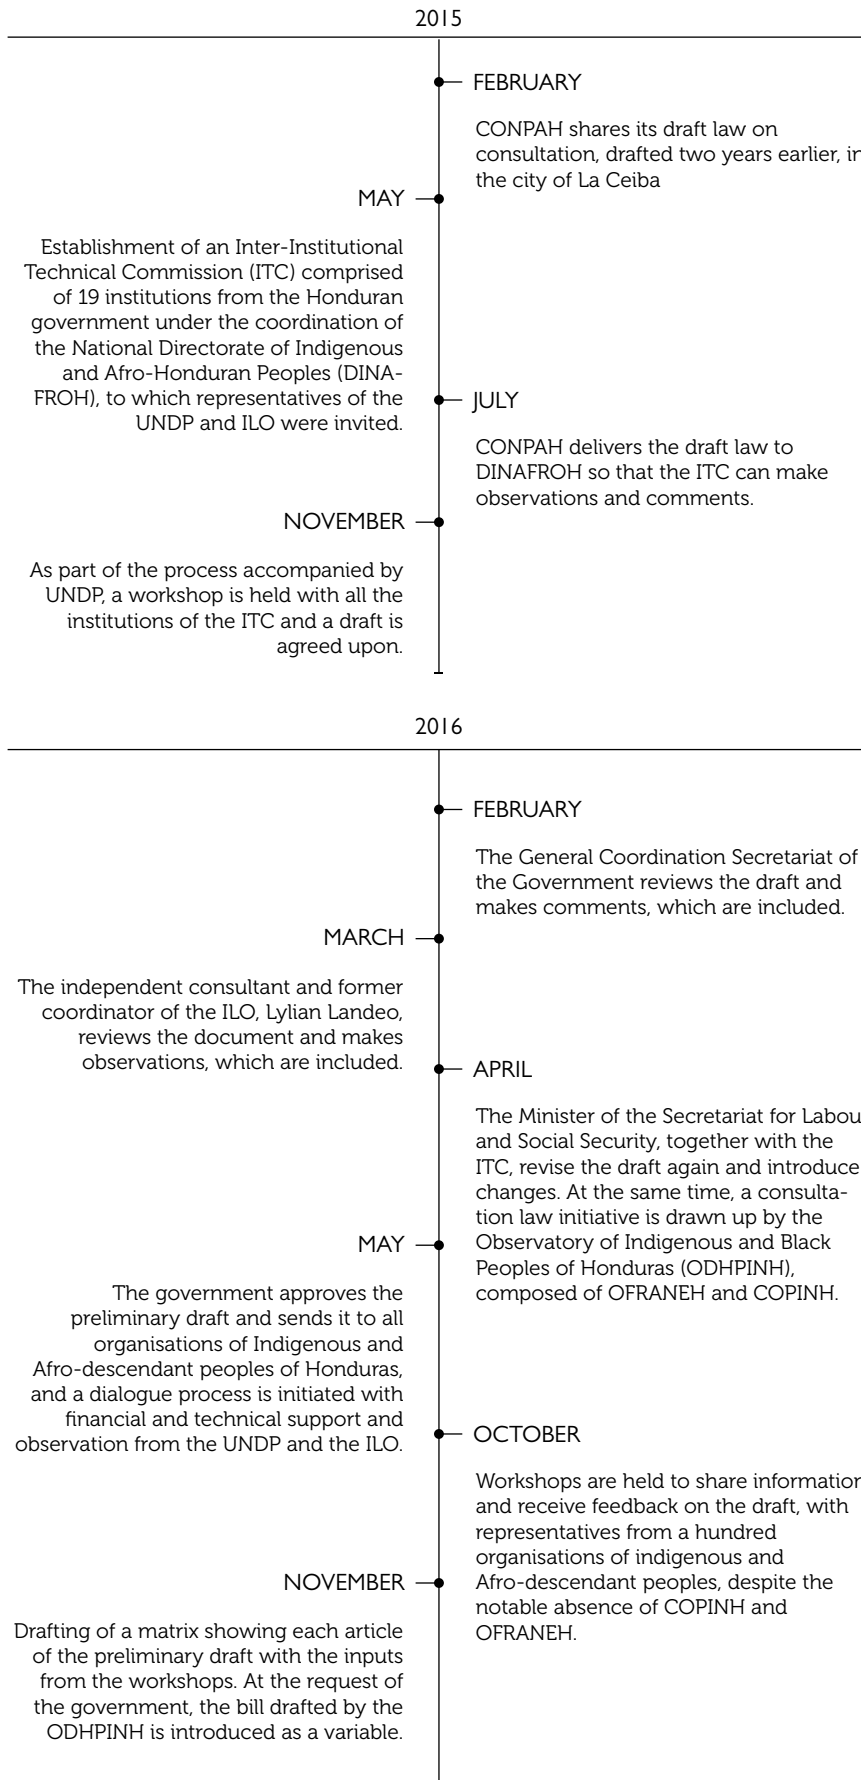 2015
FEBRUARY
CONPAH shares its draft law on
consultation, drafted two years earlier, in
the city of La Ceiba
MAY
Establishment of an Inter-Institutional
Technical Commission (ITC) comprised
of 19 institutions from the Honduran
government under the coordination of
the National Directorate of Indigenous
and Afro-Honduran Peoples (DINA-
FROH), to which representatives of the
UNDP and ILO were invited.
JULY
CONPAH delivers the draft law to
DINAFROH so that the ITC can make
observations and comments.
NOVEMBER
As part of the process accompanied by
UNDP, a workshop is held with all the
institutions of the ITC and a draft is
agreed upon.
2016
FEBRUARY
The General Coordination Secretariat of
the Government reviews the draft and
makes comments, which are included.
MARCH
The independent consultant and former
coordinator of the ILO, Lylian Landeo,
reviews the document and makes
observations, which are included.
APRIL
The Minister of the Secretariat for Labou
and Social Security, together with the
ITC, revise the draft again and introduce
changes. At the same time, a consulta-
tion law initiative is drawn up by the
Observatory of Indigenous and Black
Peoples of Honduras (ODHPINH),
composed of OFRANEH and COPINH.
MAY
The government approves the
preliminary draft and sends it to all
organisations of Indigenous and
Afro-descendant peoples of Honduras,
and a dialogue process is initiated with
financial and technical support and
observation from the UNDP and the ILO.
OCTOBER
Workshops are held to share information
and receive feedback on the draft, with
representatives from a hundred
organisations of indigenous and
Afro-descendant peoples, despite the
notable absence of COPINH and
OFRANEH.
NOVEMBER
Drafting of a matrix showing each article
of the preliminary draft with the inputs
from the workshops. At the request of
the government, the bill drafted by the
ODHPINH is introduced as a variable.